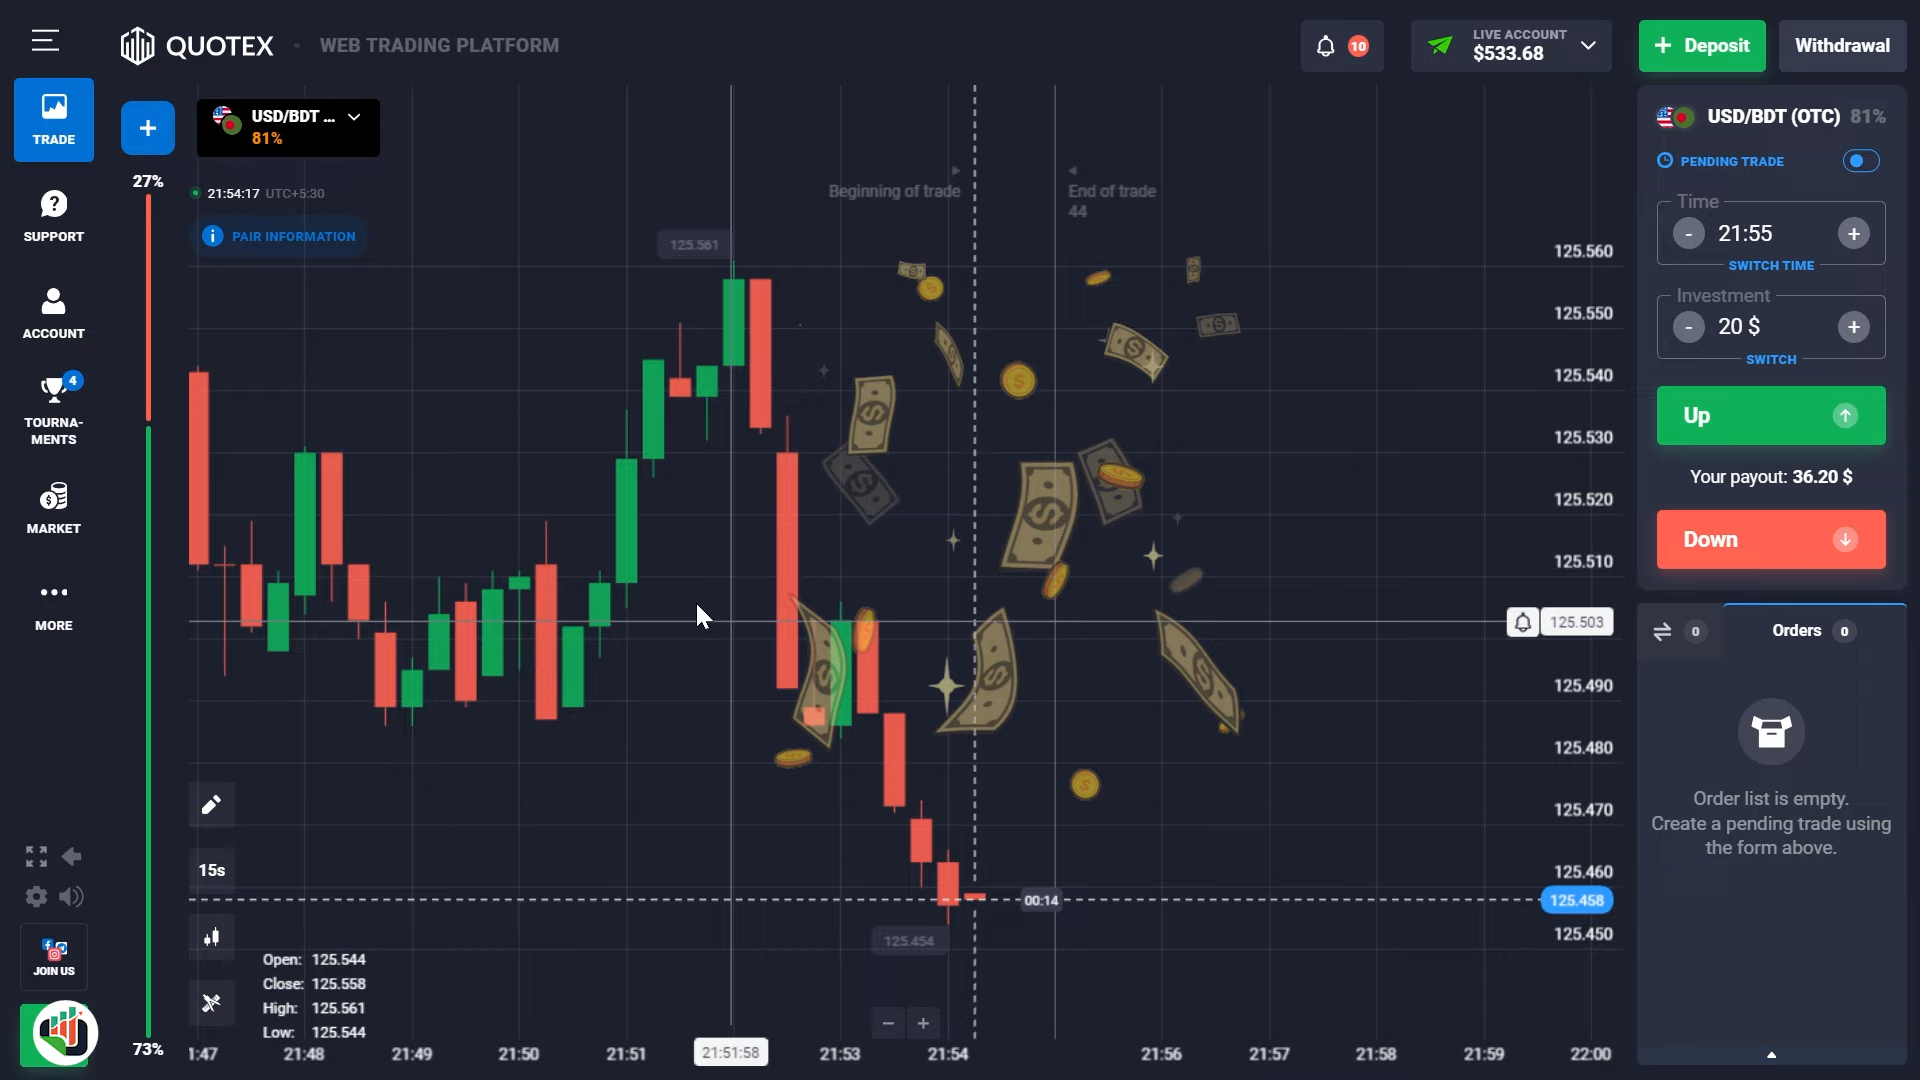 QUOTEX
WEB TRADING PLATFORM
10
LIVE ACCOUNT
$533.68
+ Deposit
Withdrawal
TRADE
+
USD/BDT ...
81%
27%
21:54:17 UTC+5:30
i PAIR INFORMATION
Beginning of trade
End of trade
44
125.561
?
SUPPORT
ACCOUNT
4
TOURNA-
MENTS
MARKET
MORE
JOIN US
73%
15s
Open: 125.544
Close: 125.558
High: 125.561
Low: 125.544
125.454
00:14
− +
125.560
125.550
125.540
125.530
125.520
125.510
125.503
125.490
125.480
125.470
125.460
125.458
125.450
1:47
21:48
21:49
21:50
21:51
21:51:58
21:53
21:54
21:56
21:57
21:58
21:59
22:00
USD/BDT (OTC) 81%
PENDING TRADE
Time
- 21:55 +
SWITCH TIME
Investment
- 20 $ +
SWITCH
Up
Your payout: 36.20 $
Down
0
Orders 0
Order list is empty.
Create a pending trade using
the form above.